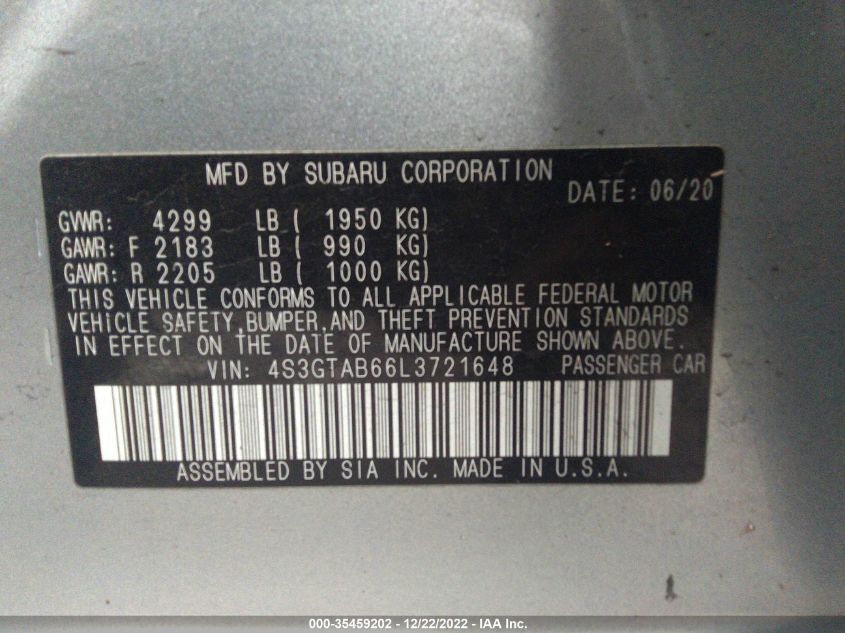 MFD BY SUBARU CORPORATION
DATE: 06/20
GVWR: 4299 LB ( 1950 KG)
GAWR: F 2183 LB ( 990 KG)
GAWR: R 2205 LB ( 1000 KG)
THIS VEHICLE CONFORMS TO ALL APPLICABLE FEDERAL MOTOR
VEHICLE SAFETY,BUMPER,AND THEFT PREVENTION STANDARDS
IN EFFECT ON THE DATE OF MANUFACTURE SHOWN ABOVE.
VIN: 4S3GTAB66L3721648 PASSENGER CAR
ASSEMBLED BY SIA INC. MADE IN U.S.A.
000-35459202 - 12/22/2022 - IAA Inc.